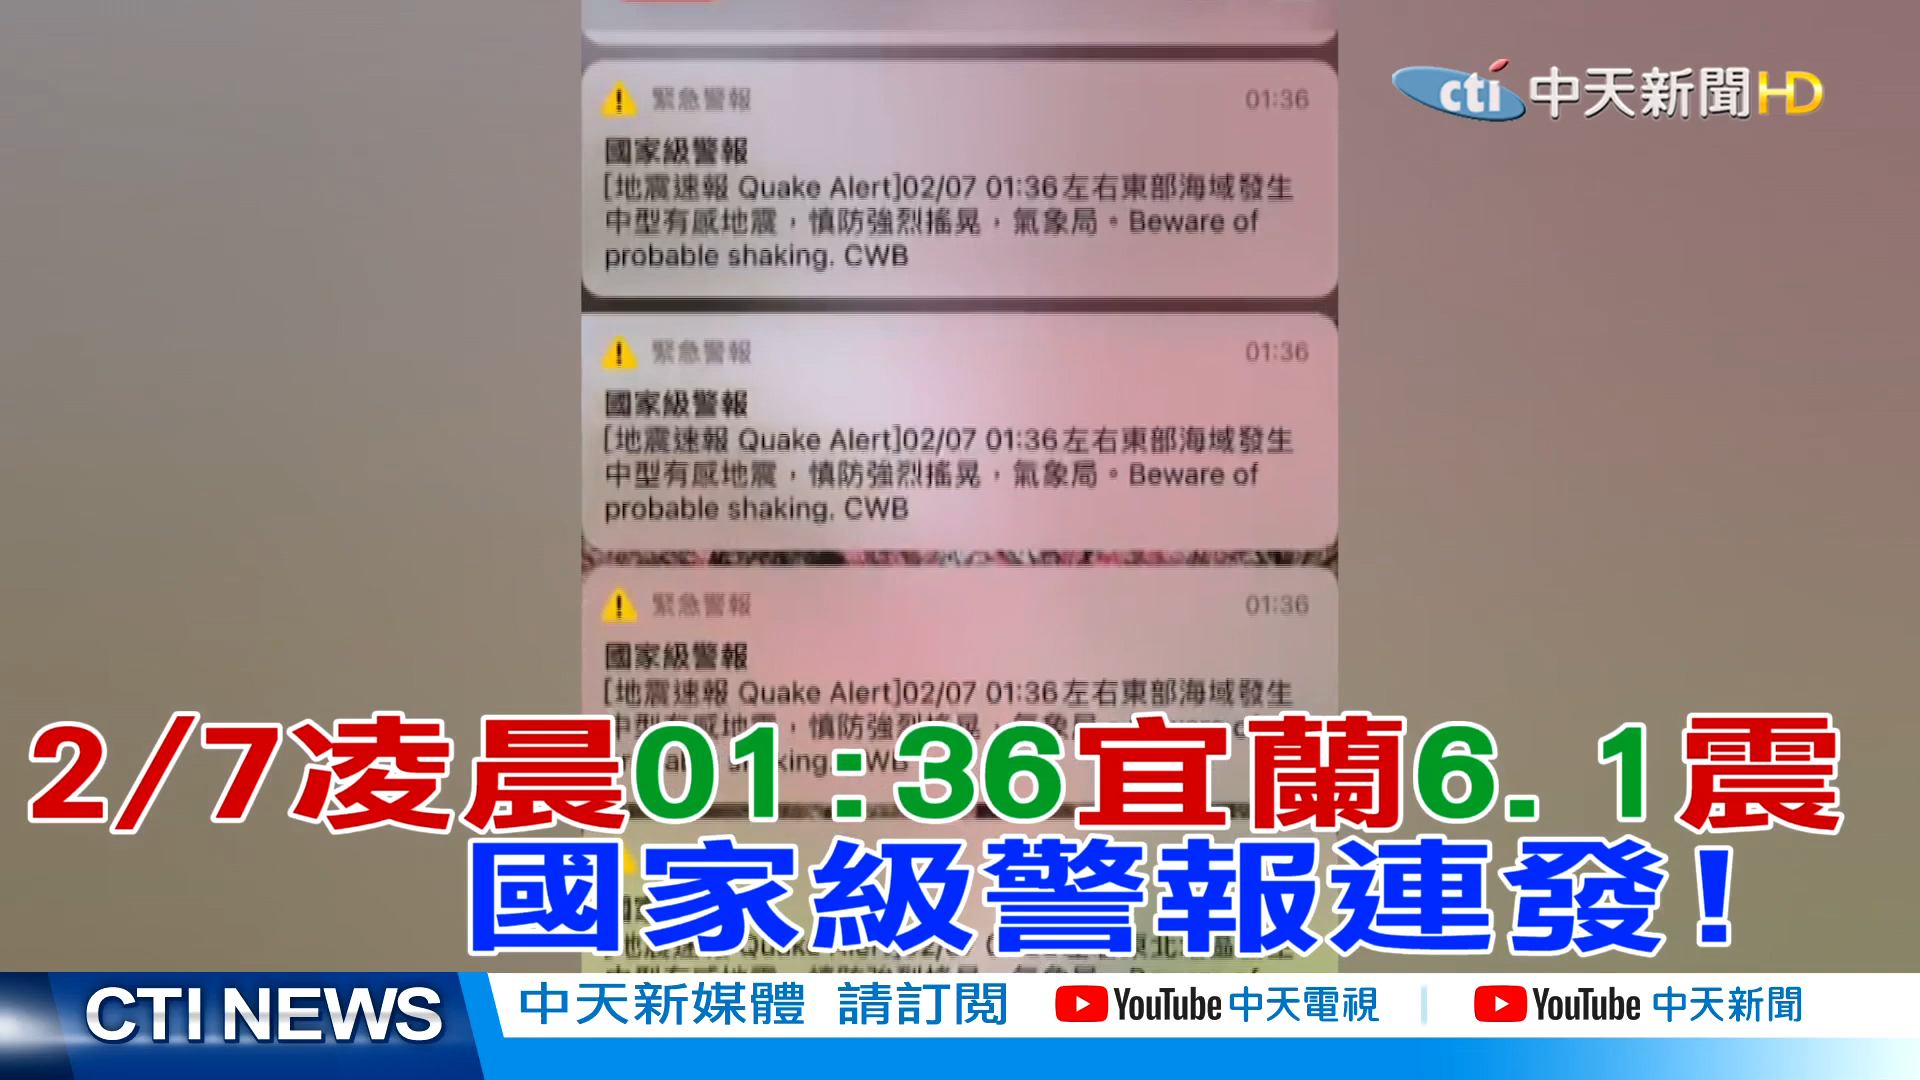 cti 中天新聞HD
緊急警報 01:36
國家級警報
[地震速報 Quake Alert]02/07 01:36左右東部海域發生
中型有感地震，慎防強烈搖晃，氣象局。Beware of
probable shaking. CWB
緊急警報 01:36
國家級警報
[地震速報 Quake Alert]02/07 01:36左右東部海域發生
中型有感地震，慎防強烈搖晃，氣象局。Beware of
probable shaking. CWB
緊急警報 01:36
國家級警報
[地震速報 Quake Alert]02/07 01:36左右東部海域發生
2/7凌晨01:36宜蘭6.1震
國家級警報連發!
CTI NEWS 中天新媒體 請訂閱 YouTube 中天電視 | YouTube 中天新聞